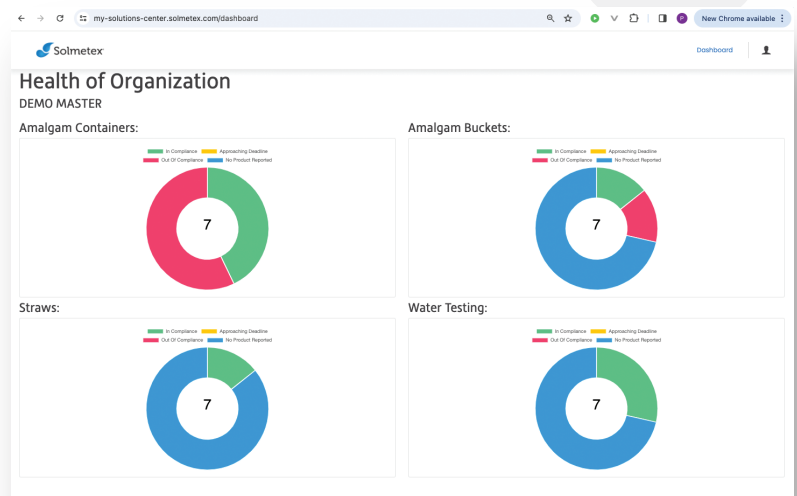 my-solutions-center.solmetex.com/dashboard
P
New Chrome available
Solmetex
Dashboard
Health of Organization
DEMO MASTER
Amalgam Containers:
In Compliance Approaching Deadline
Out Of Compliance No Product Reported
7
Amalgam Buckets:
In Compliance Approaching Deadline
Out Of Compliance No Product Reported
7
Straws:
In Compliance Approaching Deadline
Out Of Compliance No Product Reported
7
Water Testing:
In Compliance Approaching Deadline
Out Of Compliance No Product Reported
7